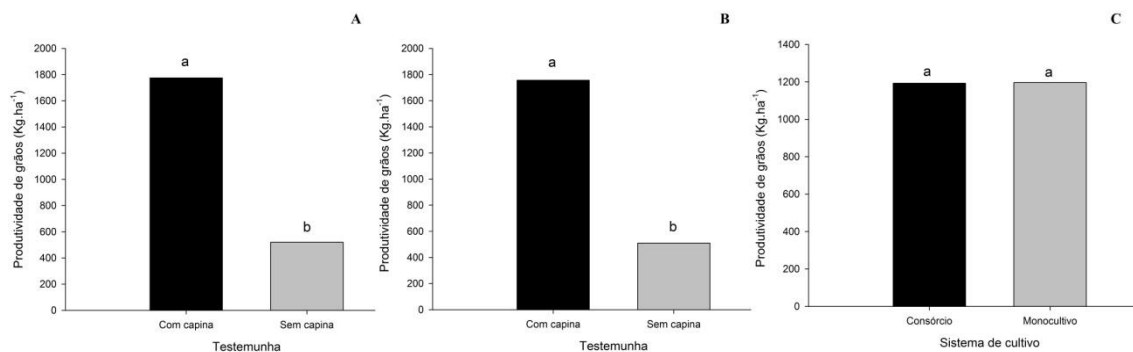 A
Produtividade de grãos (Kg.ha-1)
2000
1800
1600
1400
1200
1000
800
600
400
200
0
a
b
Com capina
Sem capina
Testemunha
B
Produtividade de grãos (Kg.ha-1)
2000
1800
1600
1400
1200
1000
800
600
400
200
0
a
b
Com capina
Sem capina
Testemunha
C
Produtividade de grãos (Kg.ha-1)
1400
1200
1000
800
600
400
200
0
a
a
Consórcio
Monocultivo
Sistema de cultivo